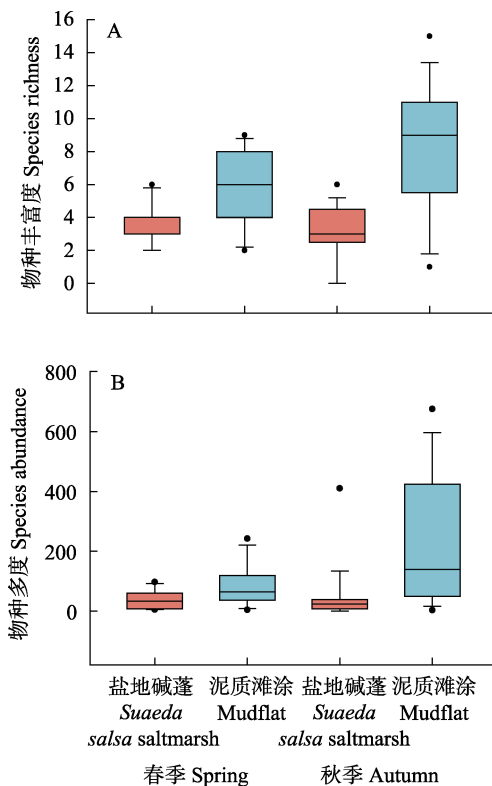 A
物种丰富度 Species richness
16
14
12
10
8
6
4
2
0
B
物种多度 Species abundance
800
600
400
200
0
盐地碱蓬 泥质滩涂 盐地碱蓬 泥质滩涂
Suaeda Mudflat Suaeda Mudflat
salsa saltmarsh salsa saltmarsh
春季 Spring 秋季 Autumn